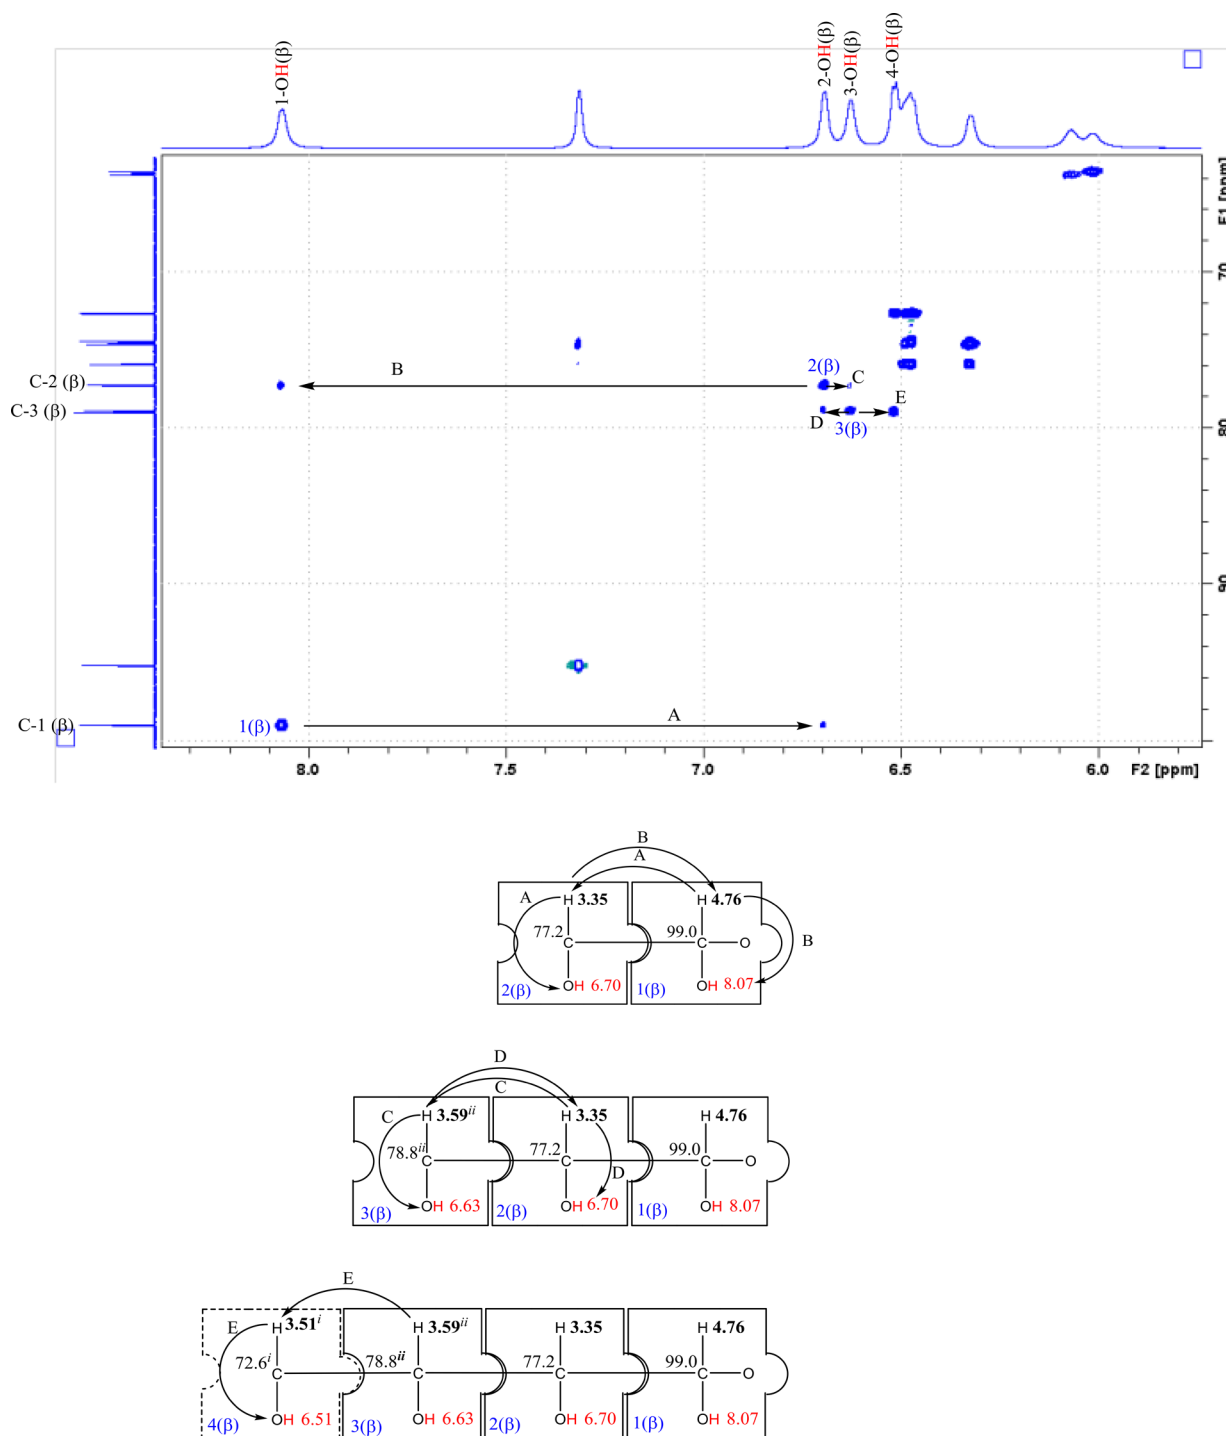 1-OH(β)
2-OH(β)
3-OH(β)
4-OH(β)
F1 [ppm]
70
80
90
C-2 (β)
C-3 (β)
C-1 (β)
B
2(β)
C
E
D
3(β)
1(β)
A
8.0 7.5 7.0 6.5 6.0 F2 [ppm]
B
A
A H 3.35 H 4.76
77.2 C 99.0 C O
B
OH 6.70 OH 8.07
2(β) 1(β)
D
C
C H 3.59ii H 3.35 H 4.76
78.8ii C 77.2 C 99.0 C O
D
OH 6.63 OH 6.70 OH 8.07
3(β) 2(β) 1(β)
E
E H 3.51i H 3.59ii H 3.35 H 4.76
72.6i C 78.8ii C 77.2 C 99.0 C O
OH 6.51 OH 6.63 OH 6.70 OH 8.07
4(β) 3(β) 2(β) 1(β)